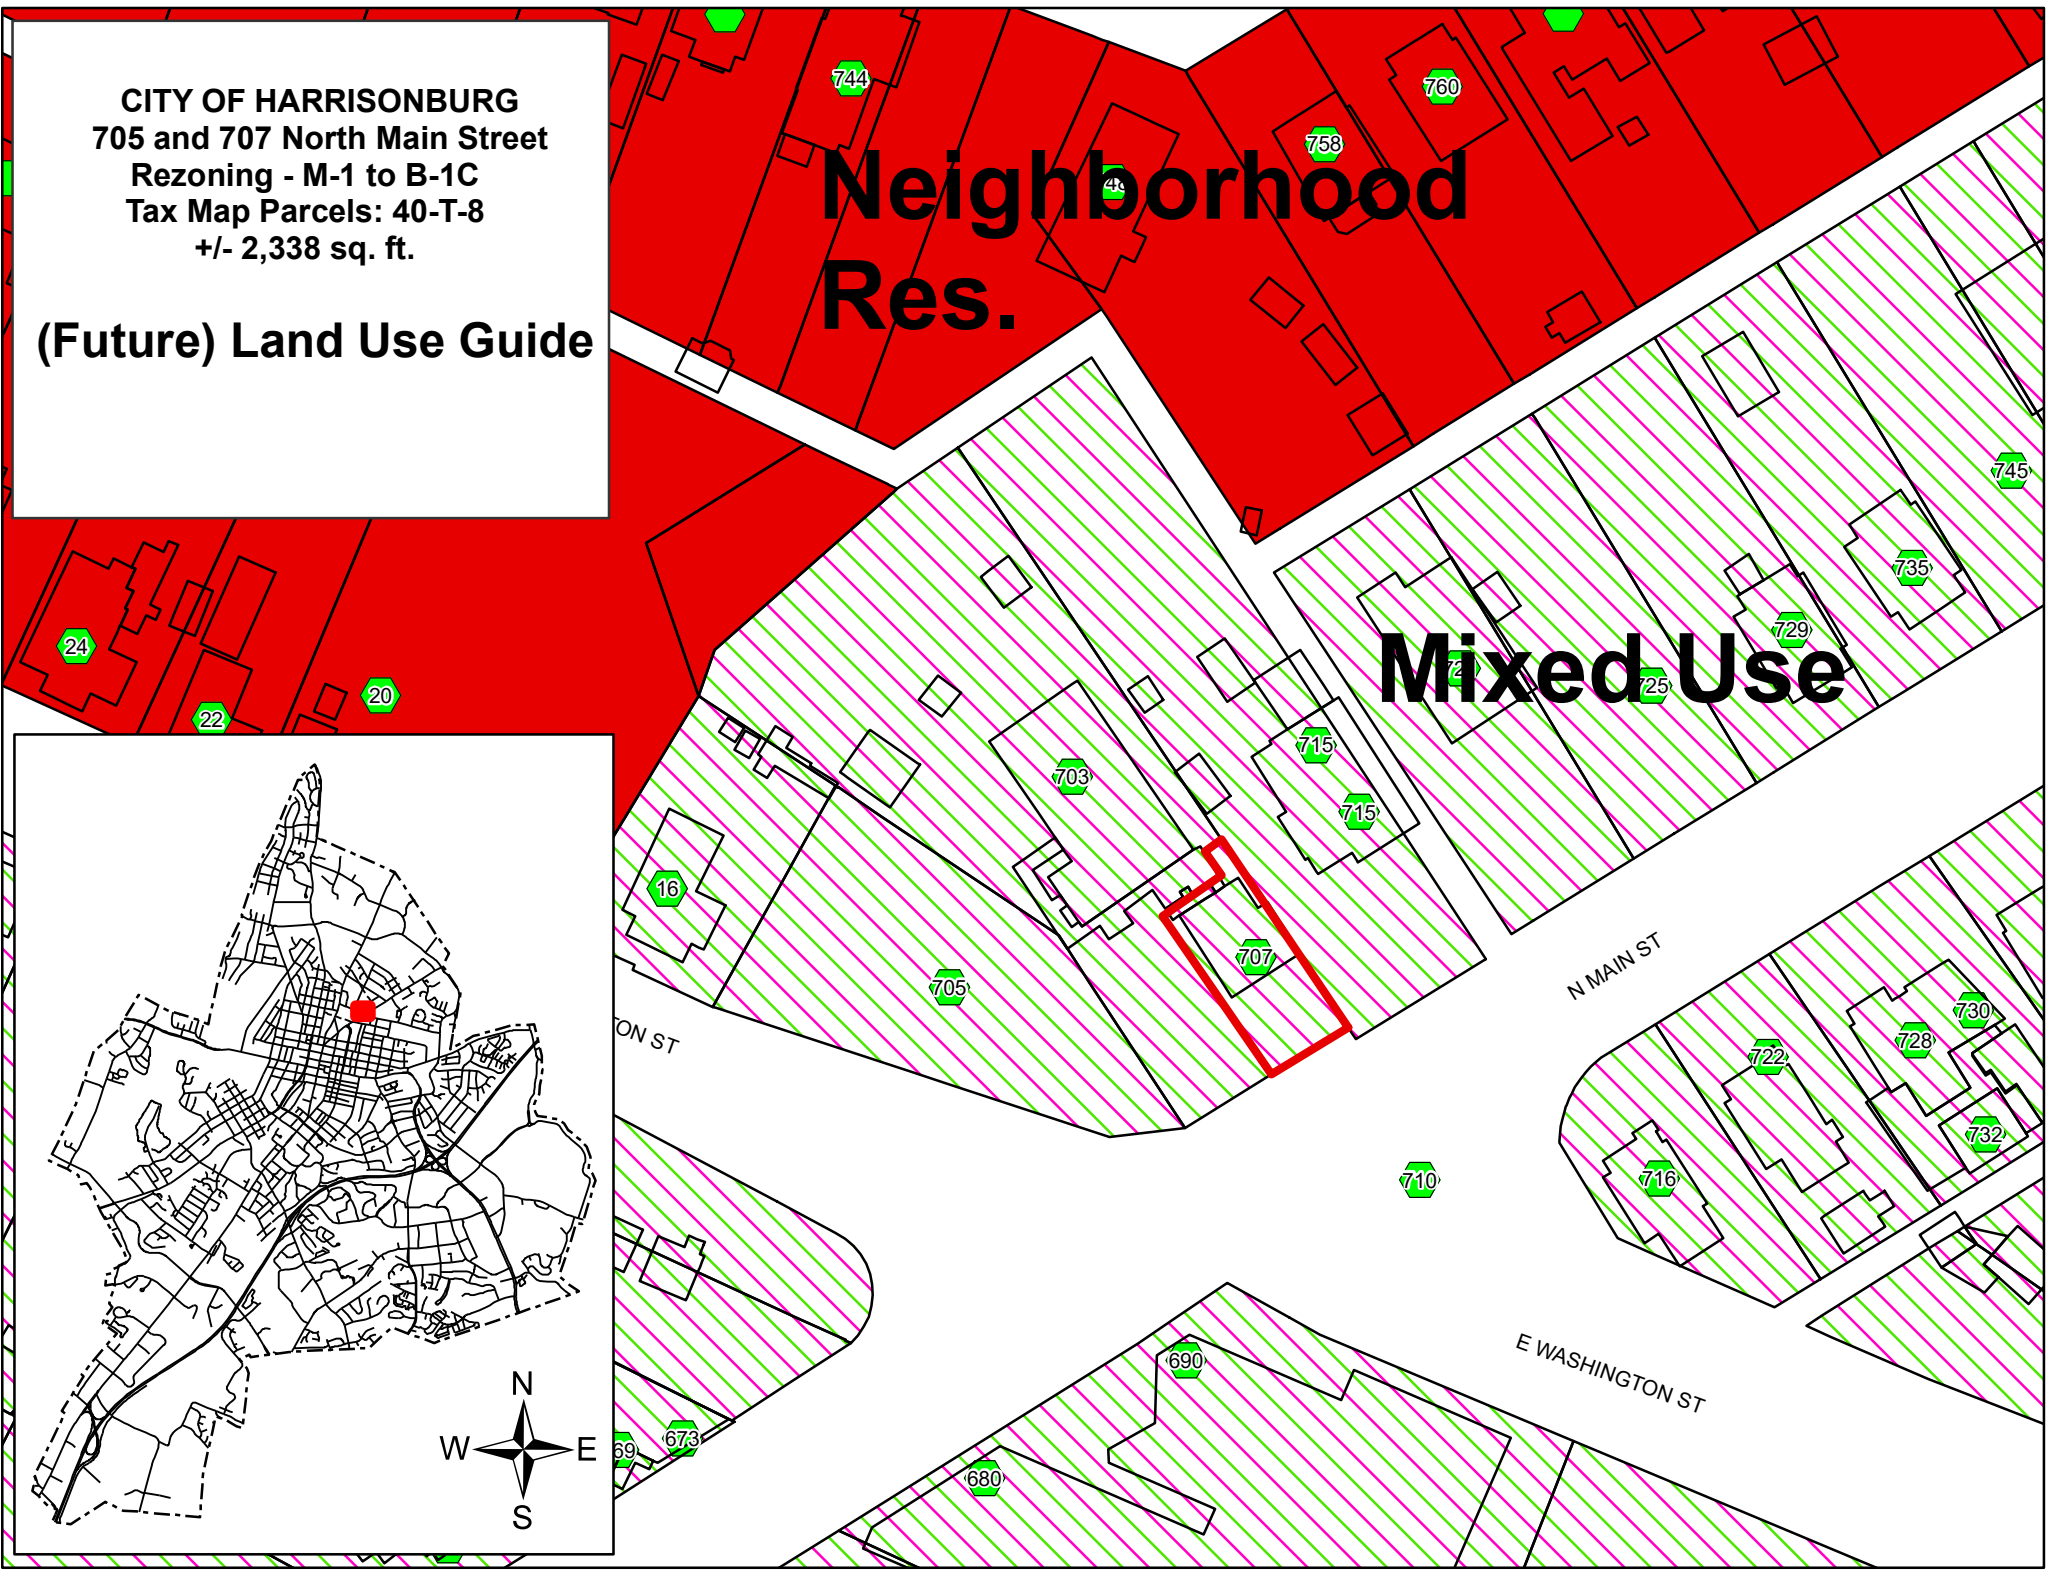 CITY OF HARRISONBURG
705 and 707 North Main Street
Rezoning - M-1 to B-1C
Tax Map Parcels: 40-T-8
+/- 2,338 sq. ft.
(Future) Land Use Guide
744
760
758
Neighborhood
Res.
745
735
729
725
Mixed Use
24
20
22
703
715
715
16
707
705
N MAIN ST
TON ST
730
728
722
732
716
710
690
E WASHINGTON ST
673
69
680
N
W
E
S